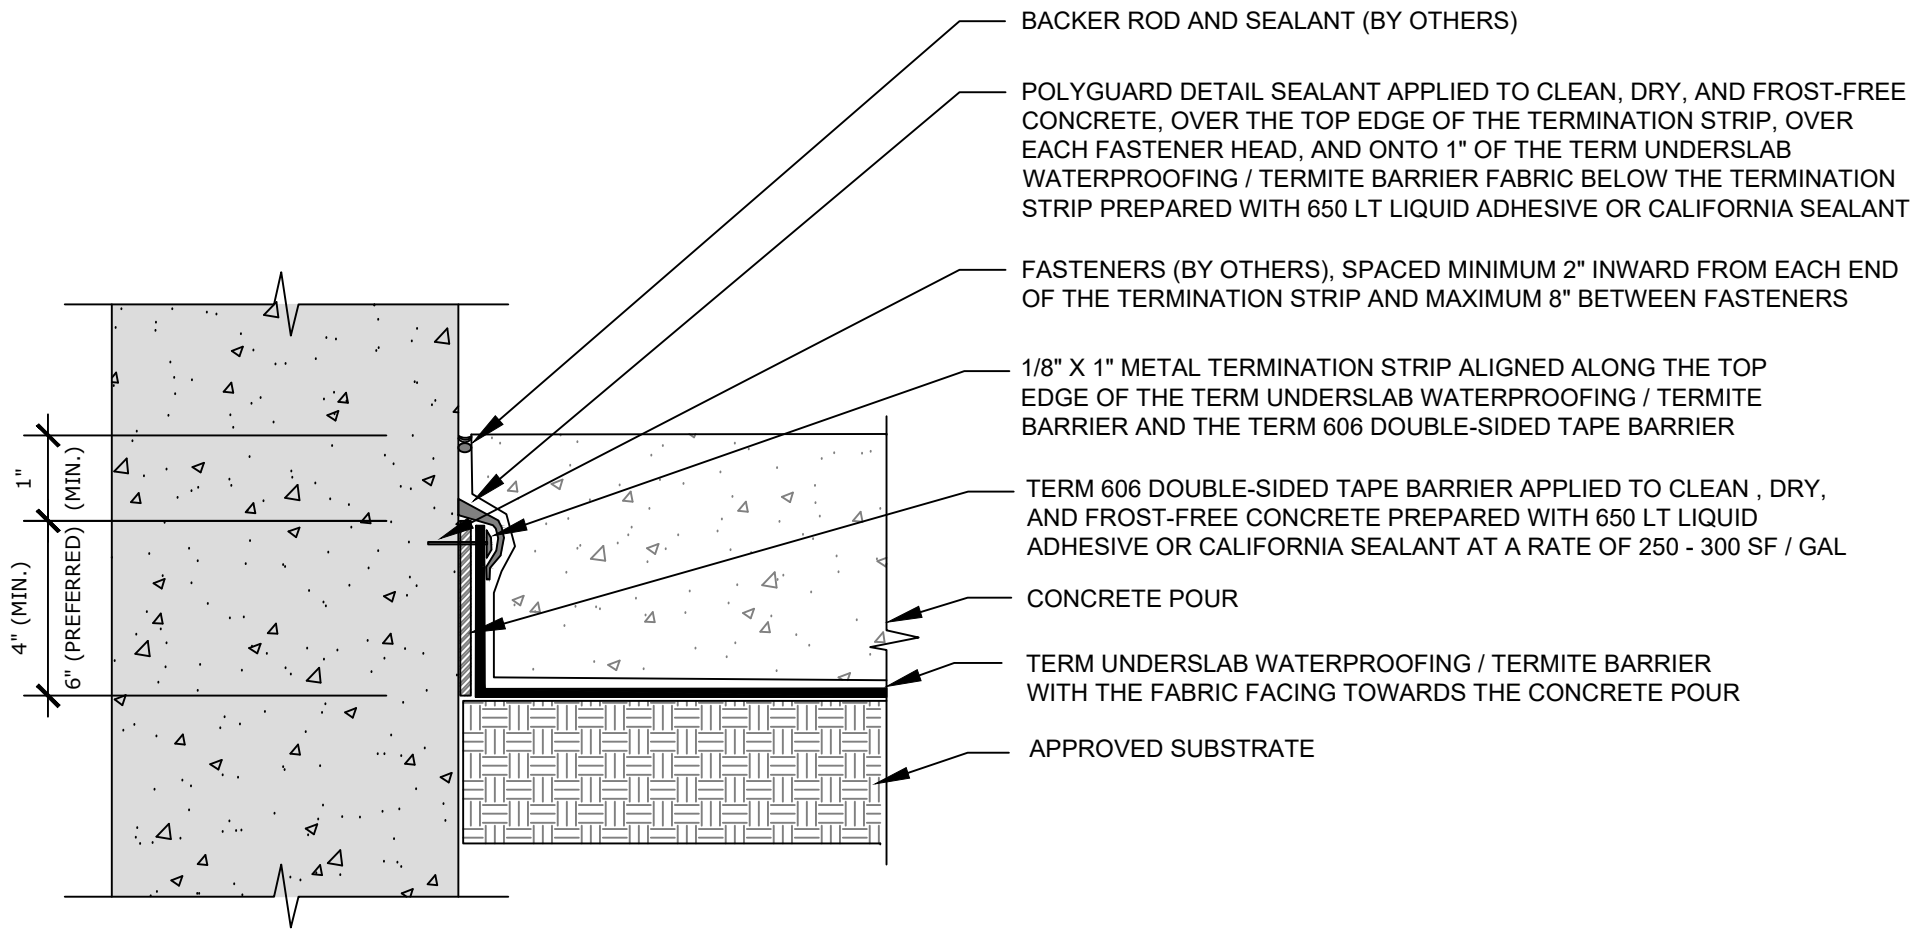 BACKER ROD AND SEALANT (BY OTHERS)
POLYGUARD DETAIL SEALANT APPLIED TO CLEAN, DRY, AND FROST-FREE
CONCRETE, OVER THE TOP EDGE OF THE TERMINATION STRIP, OVER
EACH FASTENER HEAD, AND ONTO 1" OF THE TERM UNDERSLAB
WATERPROOFING / TERMITE BARRIER FABRIC BELOW THE TERMINATION
STRIP PREPARED WITH 650 LT LIQUID ADHESIVE OR CALIFORNIA SEALANT
FASTENERS (BY OTHERS), SPACED MINIMUM 2" INWARD FROM EACH END
OF THE TERMINATION STRIP AND MAXIMUM 8" BETWEEN FASTENERS
1/8" X 1" METAL TERMINATION STRIP ALIGNED ALONG THE TOP
EDGE OF THE TERM UNDERSLAB WATERPROOFING / TERMITE
BARRIER AND THE TERM 606 DOUBLE-SIDED TAPE BARRIER
TERM 606 DOUBLE-SIDED TAPE BARRIER APPLIED TO CLEAN , DRY,
AND FROST-FREE CONCRETE PREPARED WITH 650 LT LIQUID
ADHESIVE OR CALIFORNIA SEALANT AT A RATE OF 250 - 300 SF / GAL
CONCRETE POUR
TERM UNDERSLAB WATERPROOFING / TERMITE BARRIER
WITH THE FABRIC FACING TOWARDS THE CONCRETE POUR
APPROVED SUBSTRATE
1"
(MIN.)
4" (MIN.)
6" (PREFERRED)